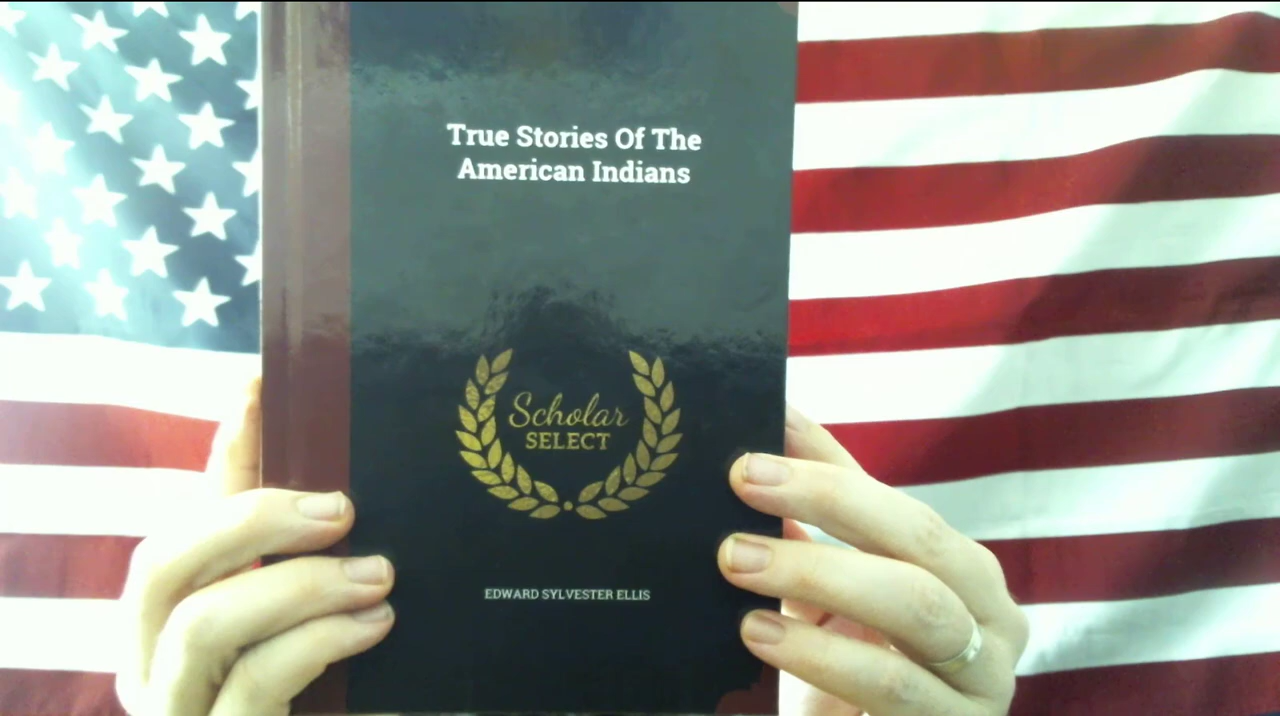 True Stories Of The
American Indians
Scholar
SELECT
EDWARD SYLVESTER ELLIS